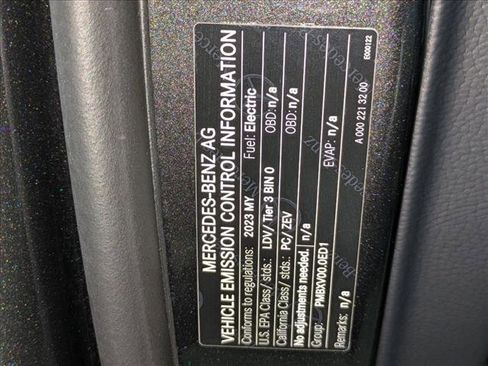 MERCEDES-BENZ AG
VEHICLE EMISSION CONTROL INFORMATION
Conforms to regulations: 2023 MY Fuel: Electric
U.S. EPA Class/ stds.: LDV/ Tier 3 BIN 0 OBD: n/a
California Class/ stds.: PC/ ZEV OBD: n/a
No adjustments needed. n/a
Group: PMBXV00.0ED1 EVAP: n/a
Remarks: n/a
A 000 221 32 00
E000122